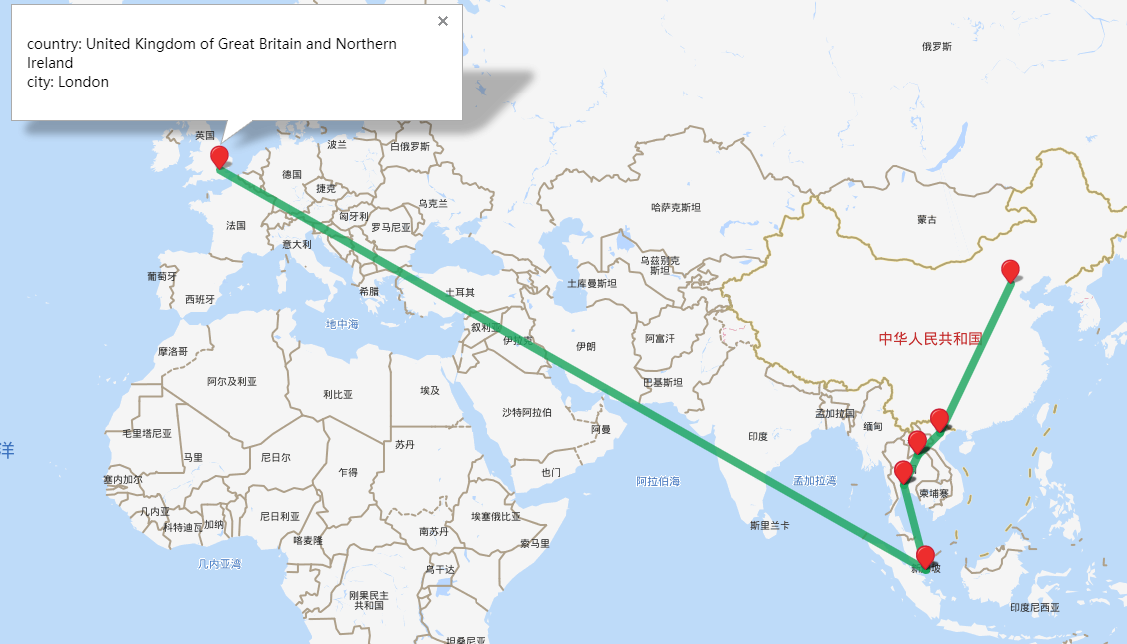 country: United Kingdom of Great Britain and Northern
Ireland
city: London
俄罗斯
英国
波兰
白俄罗斯
德国
捷克
乌克兰
哈萨克斯坦
蒙古
法国
匈牙利
罗马尼亚
意大利
乌兹别克
斯坦
葡萄牙
土库曼斯坦
西班牙
希腊
土耳其
地中海
叙利亚
伊拉克
伊朗
阿富汗
中华人民共和国
摩洛哥
阿尔及利亚
利比亚
埃及
巴基斯坦
沙特阿拉伯
阿曼
孟加拉国
缅甸
印度
毛里塔尼亚
马里
尼日尔
苏丹
乍得
也门
洋
塞内加尔
阿拉伯海
孟加拉湾
柬埔寨
几内亚
科特迪瓦
加纳
尼日利亚
埃塞俄比亚
斯里兰卡
南苏丹
喀麦隆
索马里
几内亚湾
乌干达
刚果民主
共和国
印度尼西亚
坦桑尼亚